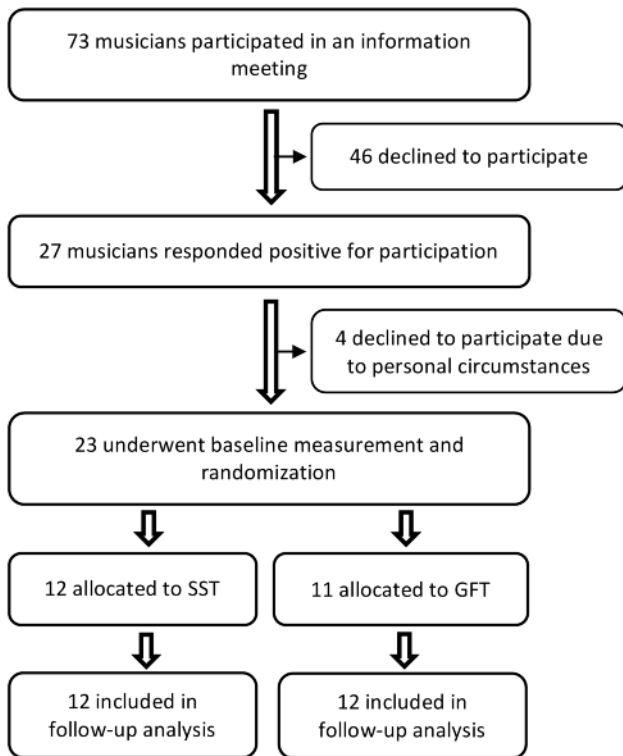 73 musicians participated in an information
meeting
46 declined to participate
27 musicians responded positive for participation
4 declined to participate due
to personal circumstances
23 underwent baseline measurement and
randomization
12 allocated to SST
11 allocated to GFT
12 included in
follow-up analysis
12 included in
follow-up analysis